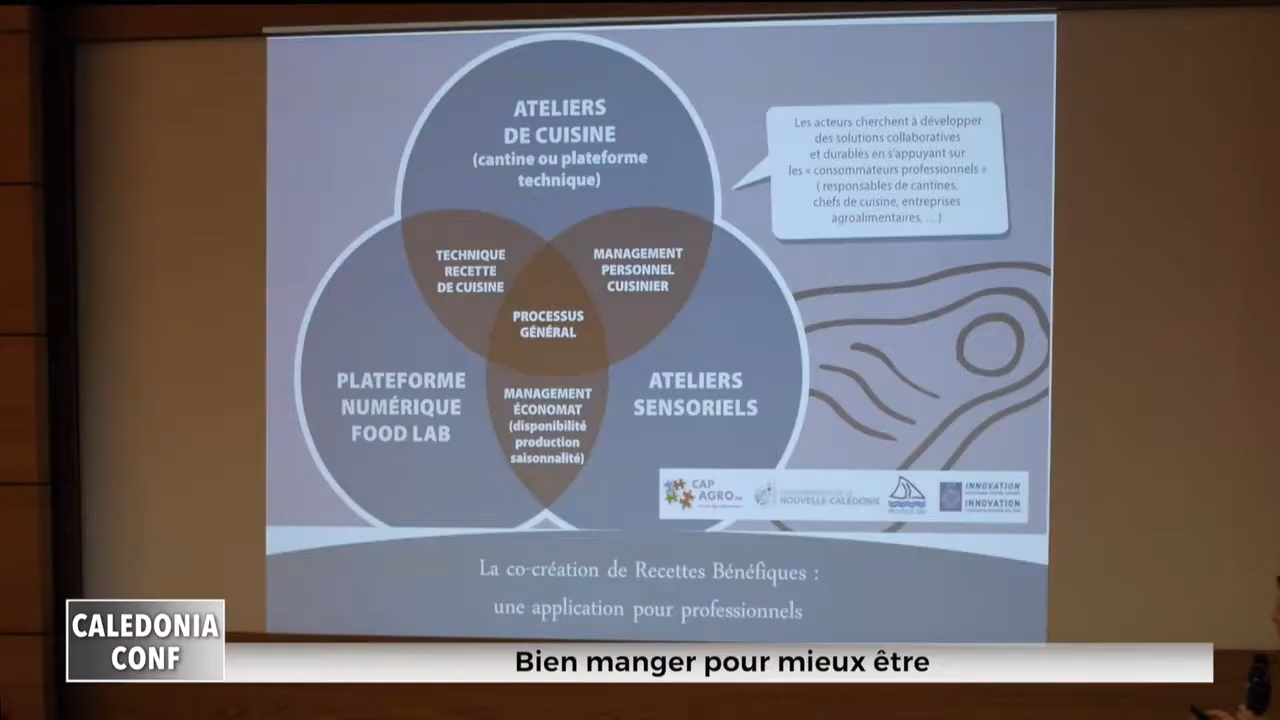 ATELIERS
DE CUISINE
(cantine ou plateforme
technique)
Les acteurs cherchent à développer
des solutions collaboratives
et durables en s'appuyant sur
les « consommateurs professionnels »
( responsables de cantines,
chefs de cuisine, entreprises
agroalimentaires, ...)
TECHNIQUE
RECETTE
DE CUISINE
MANAGEMENT
PERSONNEL
CUISINIER
PROCESSUS
GÉNÉRAL
PLATEFORME
NUMÉRIQUE
FOOD LAB
MANAGEMENT
ÉCONOMAT
(disponibilité
production
saisonnalité)
ATELIERS
SENSORIELS
CAP
AGRO
NOUVELLE-CALÉDONIE
INNOVATION
INNOVATION
La co-création de Recettes Bénéfiques :
une application pour professionnels
CALEDONIA
CONF
Bien manger pour mieux être